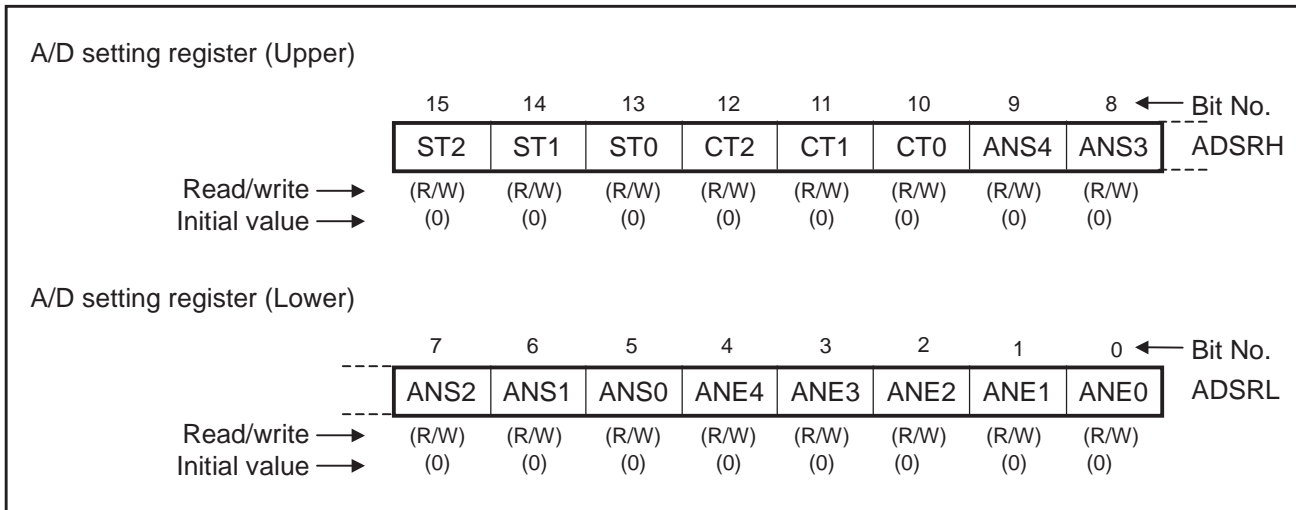 A/D setting register (Upper)
15 14 13 12 11 10 9 8 ← Bit No.
ST2 ST1 ST0 CT2 CT1 CT0 ANS4 ANS3 ADSRH
Read/write → (R/W) (R/W) (R/W) (R/W) (R/W) (R/W) (R/W) (R/W)
Initial value → (0) (0) (0) (0) (0) (0) (0) (0)
A/D setting register (Lower)
7 6 5 4 3 2 1 0 ← Bit No.
ANS2 ANS1 ANS0 ANE4 ANE3 ANE2 ANE1 ANE0 ADSRL
Read/write → (R/W) (R/W) (R/W) (R/W) (R/W) (R/W) (R/W) (R/W)
Initial value → (0) (0) (0) (0) (0) (0) (0) (0)